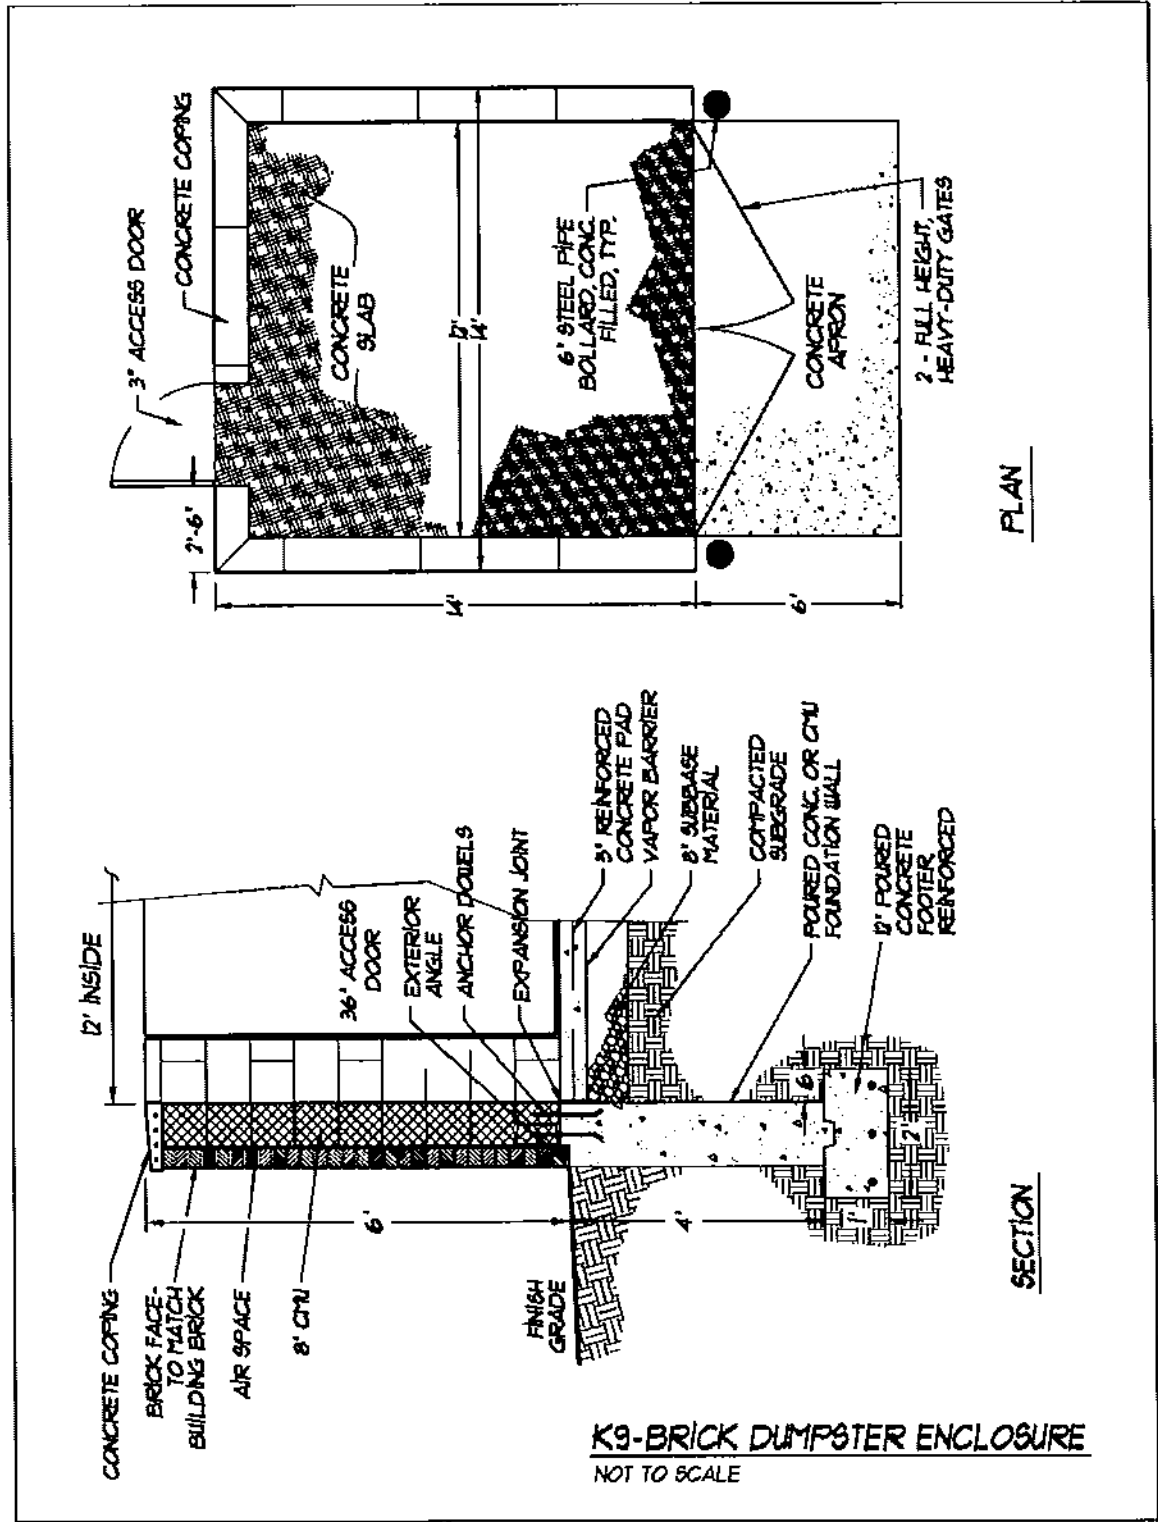 CONCRETE COPING
BRICK FACE-
TO MATCH
BUILDING BRICK
AIR SPACE
8" CMU
FINISH
GRADE
12' INSIDE
6'
4'
1'
2'
6"
36" ACCESS
DOOR
EXTERIOR
ANGLE
ANCHOR DOWELS
EXPANSION JOINT
5" REINFORCED
CONCRETE PAD
VAPOR BARRIER
8" SUBBASE
MATERIAL
COMPACTED
SUBGRADE
POURED CONC. OR CMU
FOUNDATION WALL
12" POURED
CONCRETE
FOOTER
REINFORCED
SECTION
3" ACCESS DOOR
CONCRETE COPING
2'-6"
CONCRETE
SLAB
12'
14'
14'
6'
6" STEEL PIPE
BOLLARD, CONC.
FILLED, TYP.
CONCRETE
APRON
2 - FULL HEIGHT,
HEAVY-DUTY GATES
PLAN
K9-BRICK DUMPSTER ENCLOSURE
NOT TO SCALE